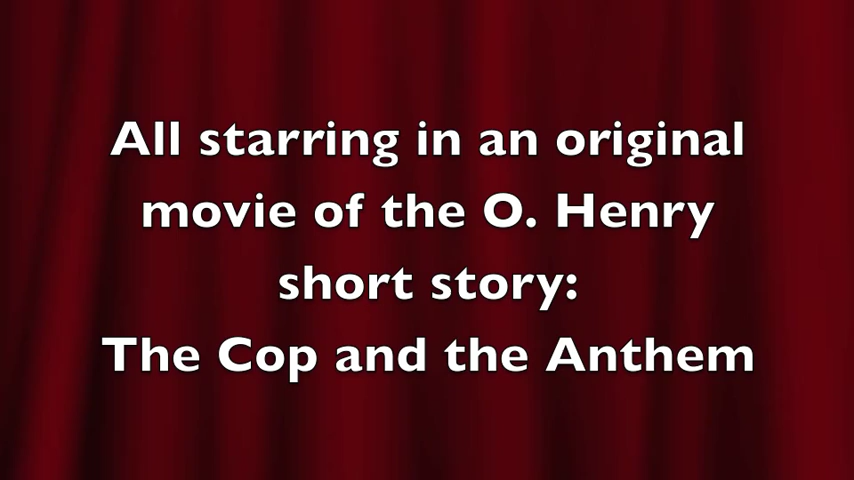 All starring in an original
movie of the O. Henry
short story:
The Cop and the Anthem